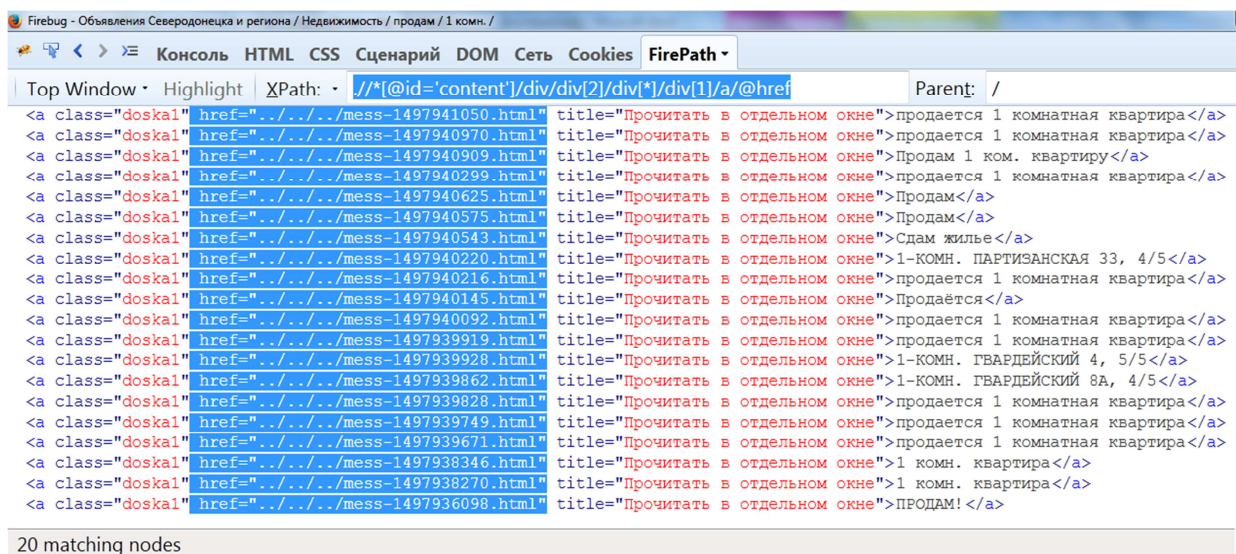 Firebug - Объявления Северодонецка и региона / Недвижимость / продам / 1 комн. /
Консоль HTML CSS Сценарий DOM Сеть Cookies FirePath
Top Window Highlight XPath: .//*[@id='content']/div/div[2]/div[*]/div[1]/a/@href Parent: /
<a class="doska1" href="../../../mess-1497941050.html" title="Прочитать в отдельном окне">продается 1 комнатная квартира</a>
<a class="doska1" href="../../../mess-1497940970.html" title="Прочитать в отдельном окне">продается 1 комнатная квартира</a>
<a class="doska1" href="../../../mess-1497940909.html" title="Прочитать в отдельном окне">Продам 1 ком. квартиру</a>
<a class="doska1" href="../../../mess-1497940299.html" title="Прочитать в отдельном окне">продается 1 комнатная квартира</a>
<a class="doska1" href="../../../mess-1497940625.html" title="Прочитать в отдельном окне">Продам</a>
<a class="doska1" href="../../../mess-1497940575.html" title="Прочитать в отдельном окне">Продам</a>
<a class="doska1" href="../../../mess-1497940543.html" title="Прочитать в отдельном окне">Сдам жилье</a>
<a class="doska1" href="../../../mess-1497940220.html" title="Прочитать в отдельном окне">1-КОМН. ПАРТИЗАНСКАЯ 33, 4/5</a>
<a class="doska1" href="../../../mess-1497940216.html" title="Прочитать в отдельном окне">продается 1 комнатная квартира</a>
<a class="doska1" href="../../../mess-1497940145.html" title="Прочитать в отдельном окне">Продаётся</a>
<a class="doska1" href="../../../mess-1497940092.html" title="Прочитать в отдельном окне">продается 1 комнатная квартира</a>
<a class="doska1" href="../../../mess-1497939919.html" title="Прочитать в отдельном окне">продается 1 комнатная квартира</a>
<a class="doska1" href="../../../mess-1497939928.html" title="Прочитать в отдельном окне">1-КОМН. ГВАРДЕЙСКИЙ 4, 5/5</a>
<a class="doska1" href="../../../mess-1497939862.html" title="Прочитать в отдельном окне">1-КОМН. ГВАРДЕЙСКИЙ 8А, 4/5</a>
<a class="doska1" href="../../../mess-1497939828.html" title="Прочитать в отдельном окне">продается 1 комнатная квартира</a>
<a class="doska1" href="../../../mess-1497939749.html" title="Прочитать в отдельном окне">продается 1 комнатная квартира</a>
<a class="doska1" href="../../../mess-1497939671.html" title="Прочитать в отдельном окне">продается 1 комнатная квартира</a>
<a class="doska1" href="../../../mess-1497938346.html" title="Прочитать в отдельном окне">1 комн. квартира</a>
<a class="doska1" href="../../../mess-1497938270.html" title="Прочитать в отдельном окне">1 комн. квартира</a>
<a class="doska1" href="../../../mess-1497936098.html" title="Прочитать в отдельном окне">ПРОДАМ!</a>
20 matching nodes